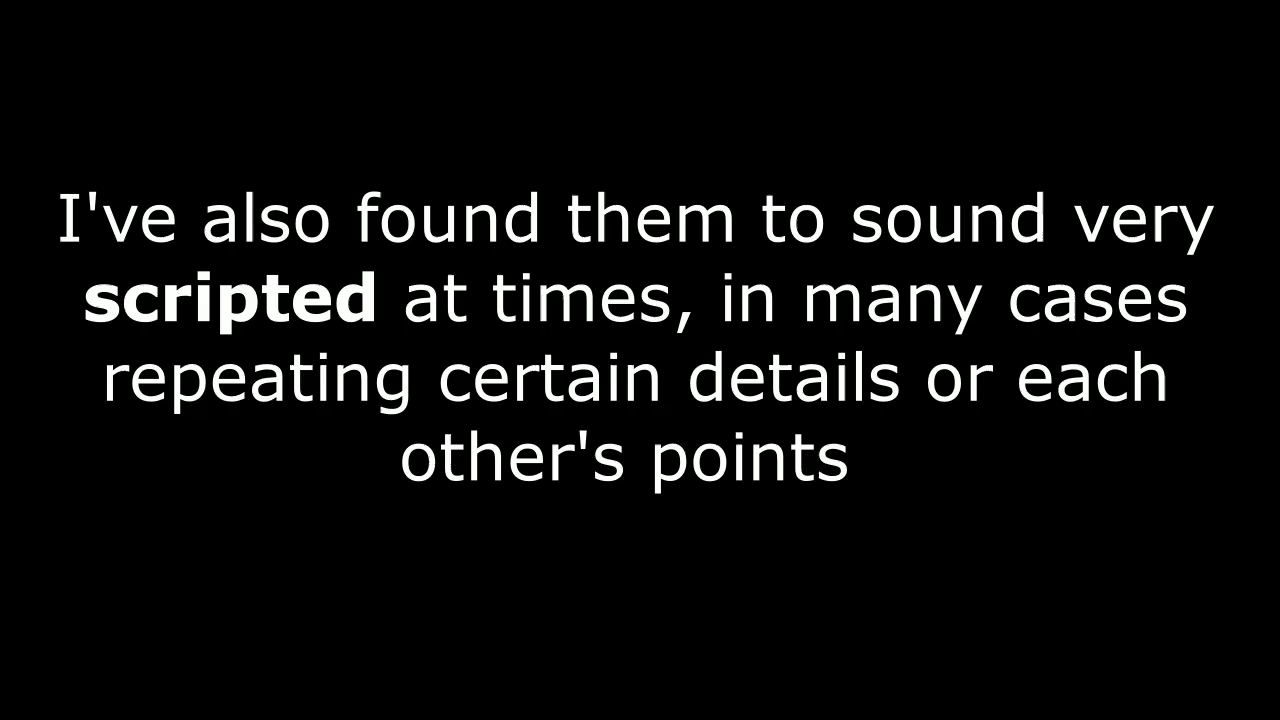 I've also found them to sound very
scripted at times, in many cases
repeating certain details or each
other's points